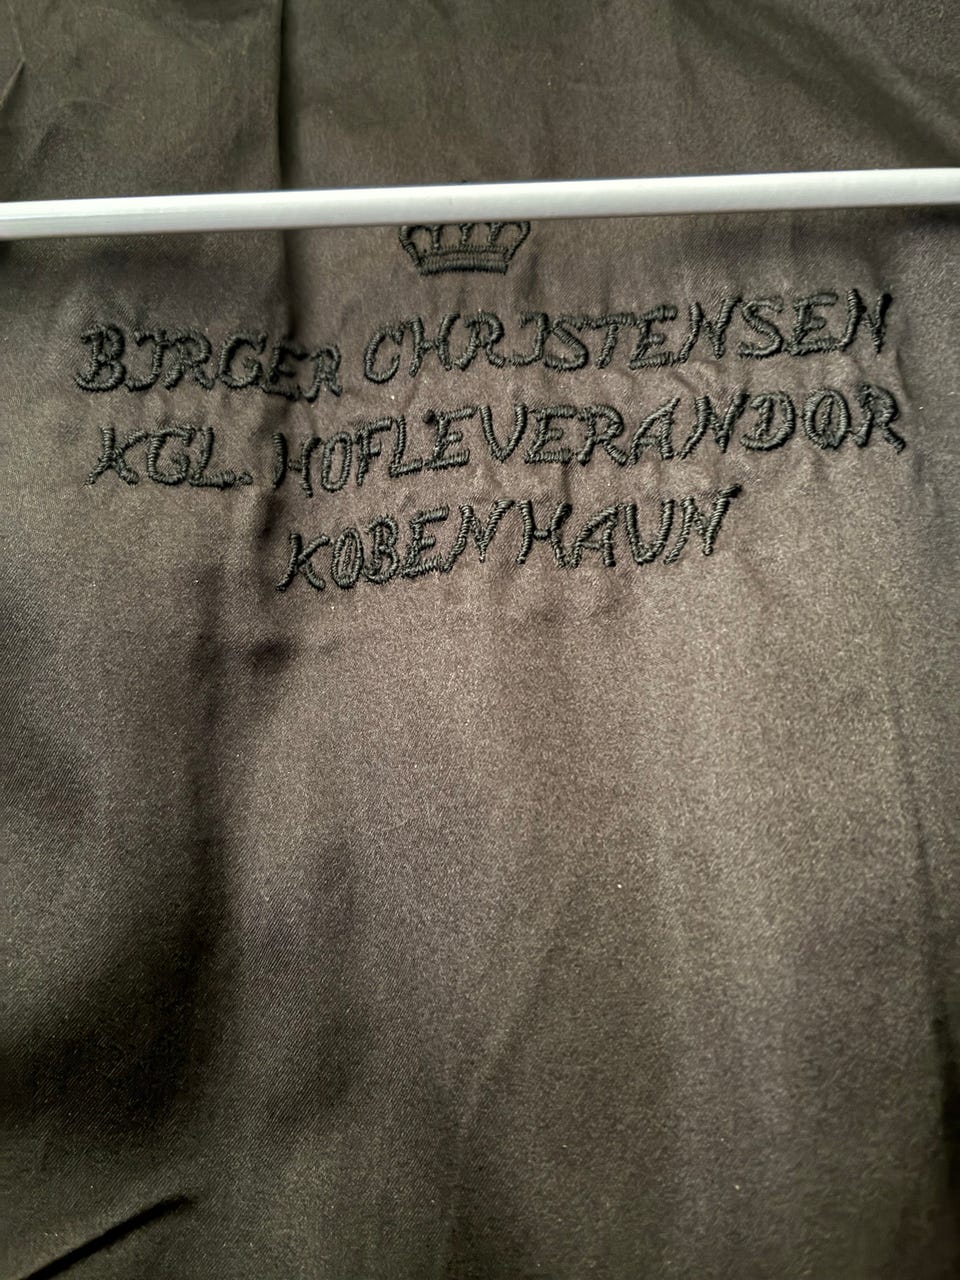 BIRGER CHRISTENSEN
KGL. HOFLEVERANDØR
KØBENHAVN